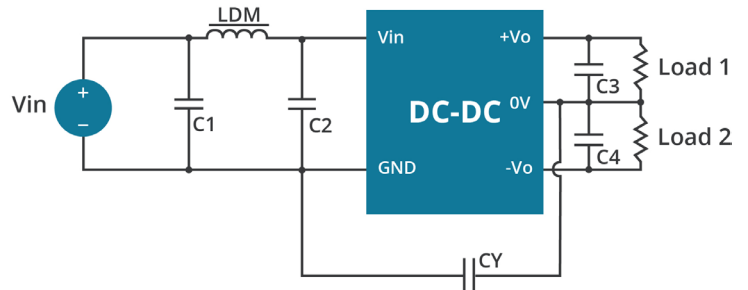 LDM
Vin
+
−
C1
C2
Vin
+Vo
DC-DC
0V
GND
-Vo
C3
C4
Load 1
Load 2
CY